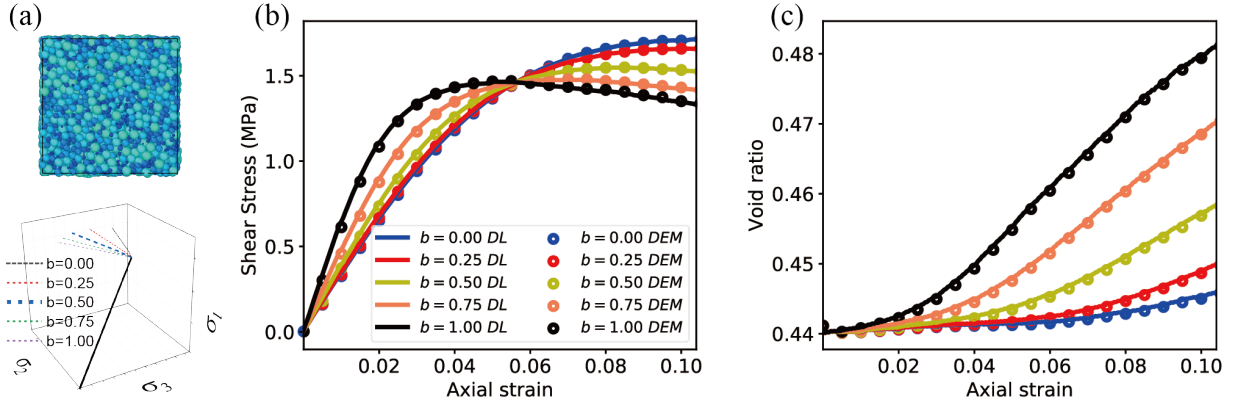 (a)
b=0.00
b=0.25
b=0.50
b=0.75
b=1.00
σ1
σ2
σ3
(b)
Shear Stress (MPa)
1.5
1.0
0.5
0.0
b = 0.00 DL
b = 0.25 DL
b = 0.50 DL
b = 0.75 DL
b = 1.00 DL
b = 0.00 DEM
b = 0.25 DEM
b = 0.50 DEM
b = 0.75 DEM
b = 1.00 DEM
0.02 0.04 0.06 0.08 0.10
Axial strain
(c)
Void ratio
0.48
0.47
0.46
0.45
0.44
0.02 0.04 0.06 0.08 0.10
Axial strain